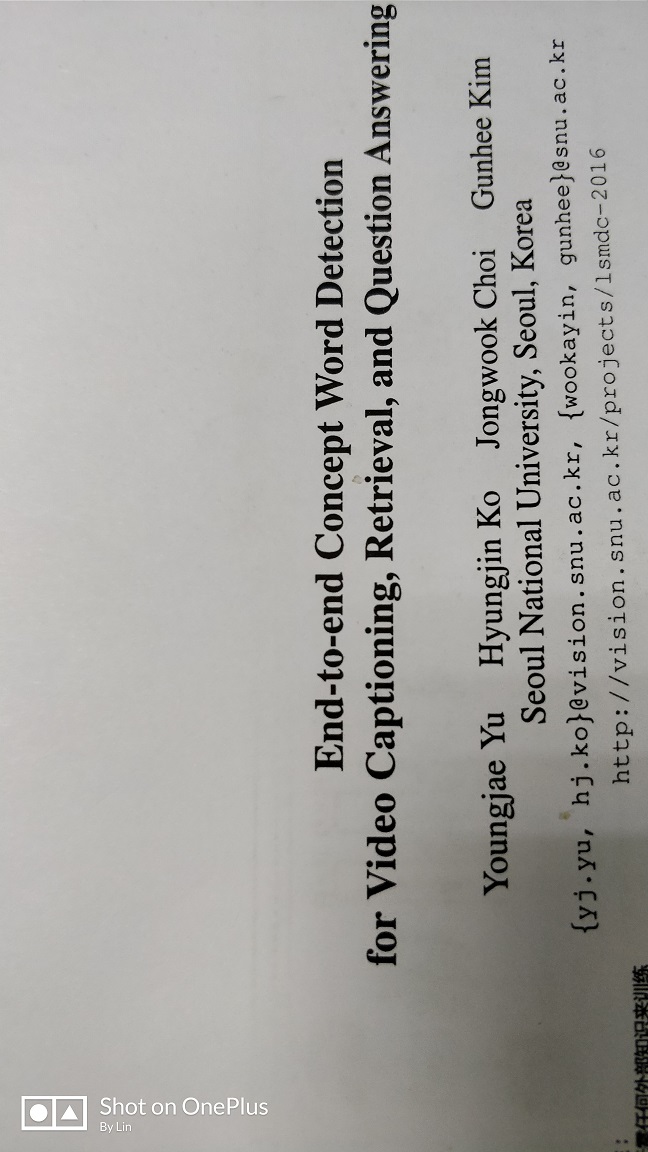 End-to-end Concept Word Detection
for Video Captioning, Retrieval, and Question Answering
Youngjae Yu Hyungjin Ko Jongwook Choi Gunhee Kim
Seoul National University, Seoul, Korea
{yj.yu, hj.ko}@vision.snu.ac.kr, {wookayin, gunhee}@snu.ac.kr
http://vision.snu.ac.kr/projects/lsmdc-2016
任何外部知识来训练
Shot on OnePlus
By Lin